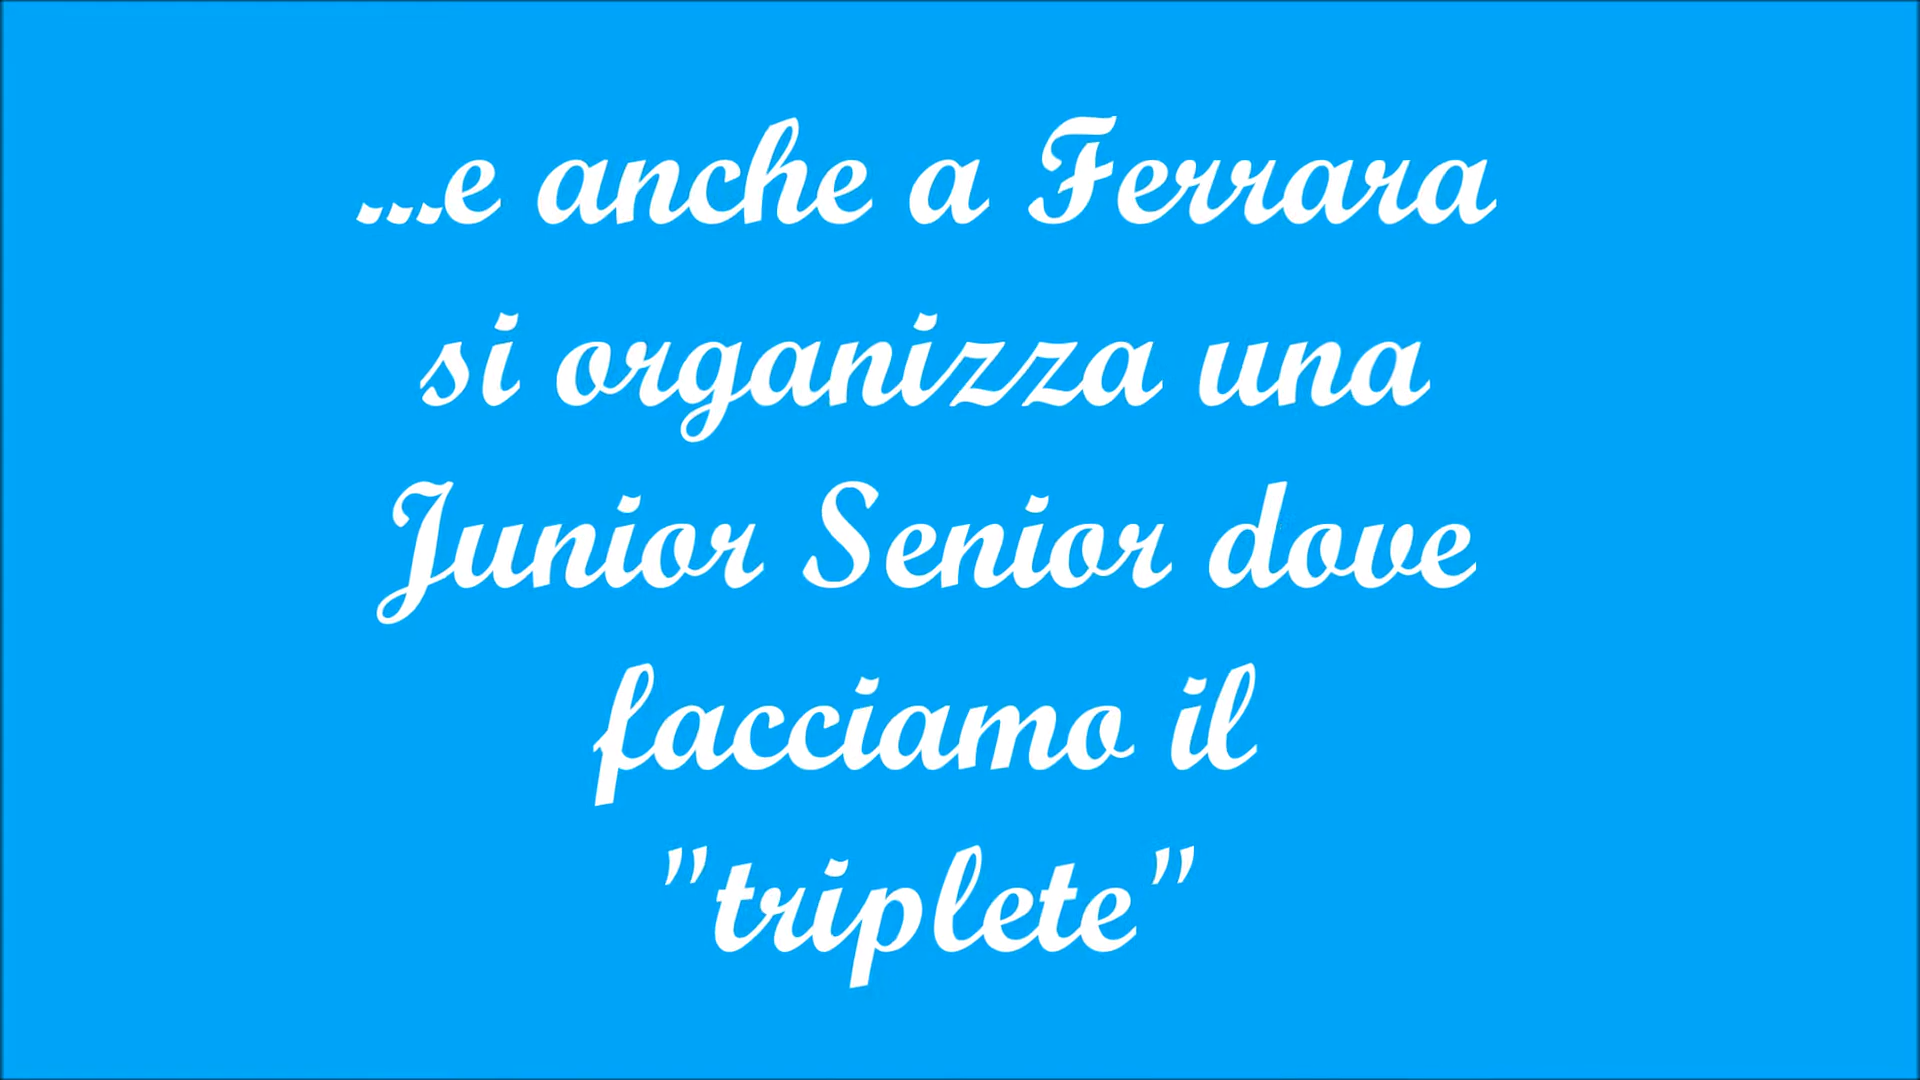 ...e anche a Ferrara
si organizza una
Junior Senior dove
facciamo il
"triplete"